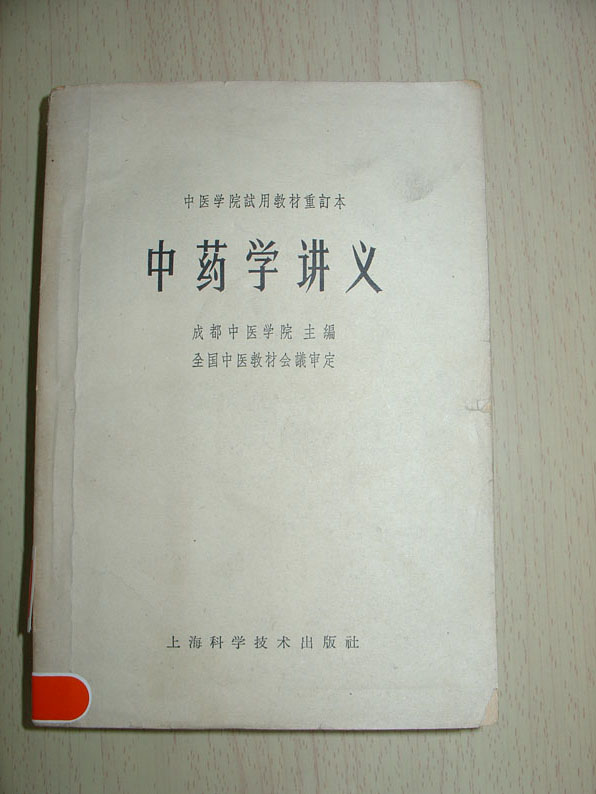 中医学院試用教材重訂本
中药学讲义
成都中医学院 主編
全国中医教材会議审定
上海科学技术出版社